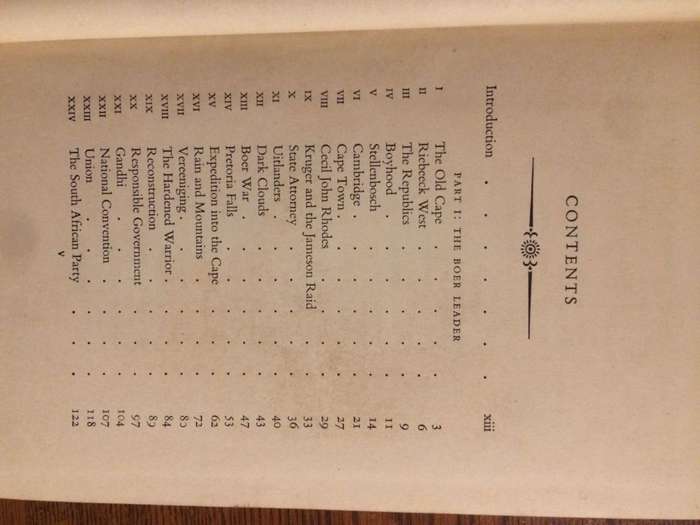 CONTENTS
Introduction . . . . . . . xiii
PART I: THE BOER LEADER
I The Old Cape . . . . . 3
II Riebeeck West . . . . . 6
III The Republics . . . . . 9
IV Boyhood . . . . . . 11
V Stellenbosch . . . . . 14
VI Cambridge . . . . . . 21
VII Cape Town . . . . . . 27
VIII Cecil John Rhodes . . . . 29
IX Kruger and the Jameson Raid . . . 33
X State Attorney . . . . . 36
XI Uitlanders . . . . . . 40
XII Dark Clouds . . . . . 43
XIII Boer War . . . . . . 47
XIV Pretoria Falls . . . . . 53
XV Expedition into the Cape . . . . 62
XVI Rain and Mountains . . . . 72
XVII Vereeniging . . . . . . 80
XVIII The Hardened Warrior . . . . 84
XIX Reconstruction . . . . . 89
XX Responsible Government . . . . 97
XXI Gandhi . . . . . . 104
XXII National Convention . . . . 107
XXIII Union . . . . . . 118
XXIV The South African Party . . . . 122
v